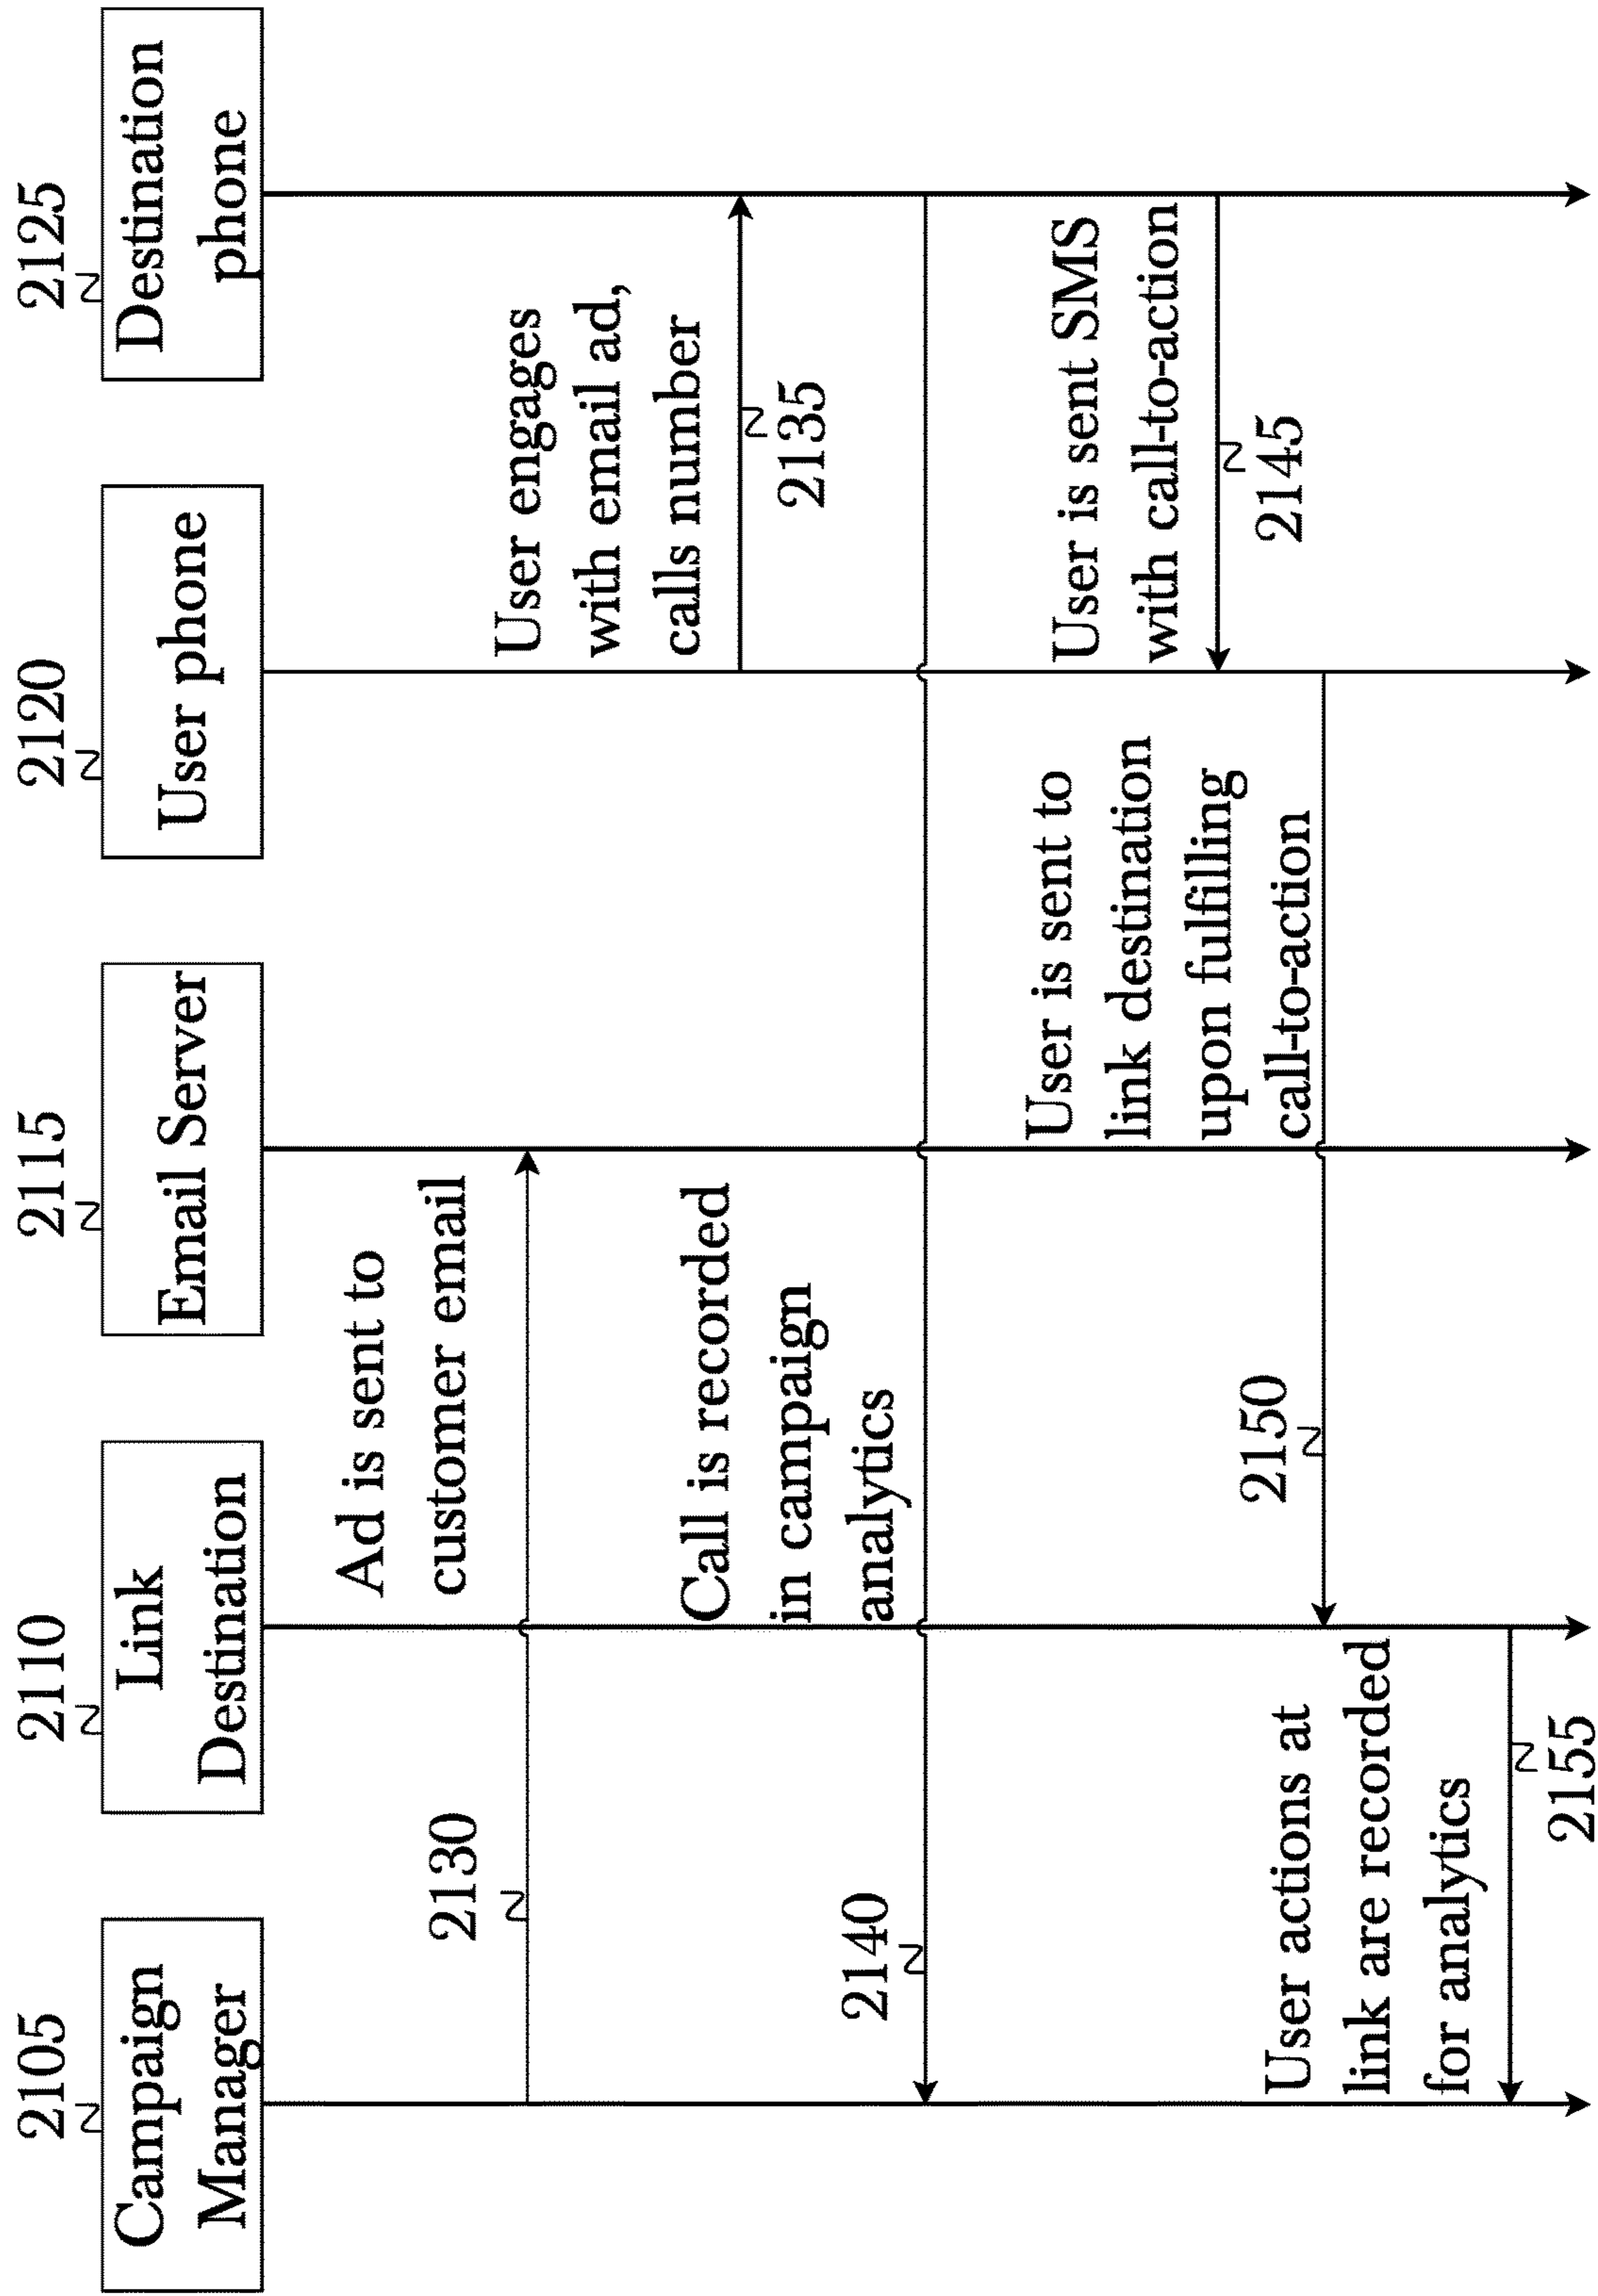 2105
Campaign
Manager
2110
Link
Destination
2115
Email Server
2120
User phone
2125
Destination
phone
Ad is sent to
customer email
2130
User engages
with email ad,
calls number
2135
Call is recorded
in campaign
analytics
2140
User is sent SMS
with call-to-action
2145
User is sent to
link destination
upon fulfilling
call-to-action
2150
User actions at
link are recorded
for analytics
2155